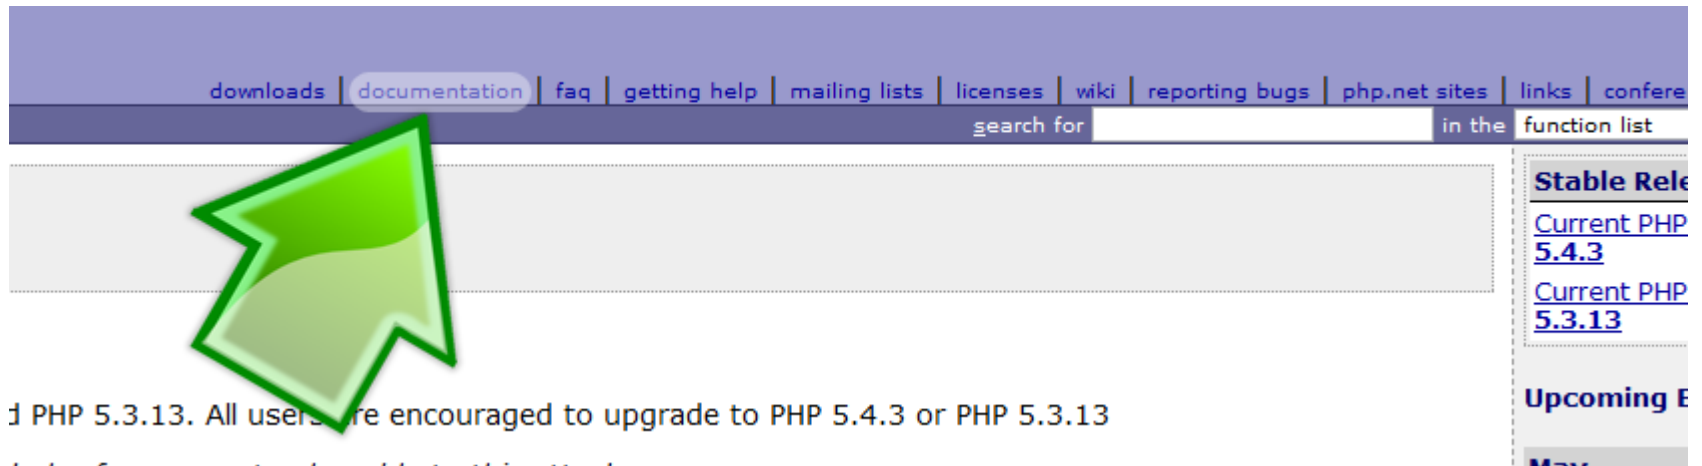 downloads | documentation | faq | getting help | mailing lists | licenses | wiki | reporting bugs | php.net sites | links |
search for in the function list
Stable
Current PHP
5.4.3
Current PHP
5.3.13
PHP 5.3.13. All users are encouraged to upgrade to PHP 5.4.3 or PHP 5.3.13
Upcoming